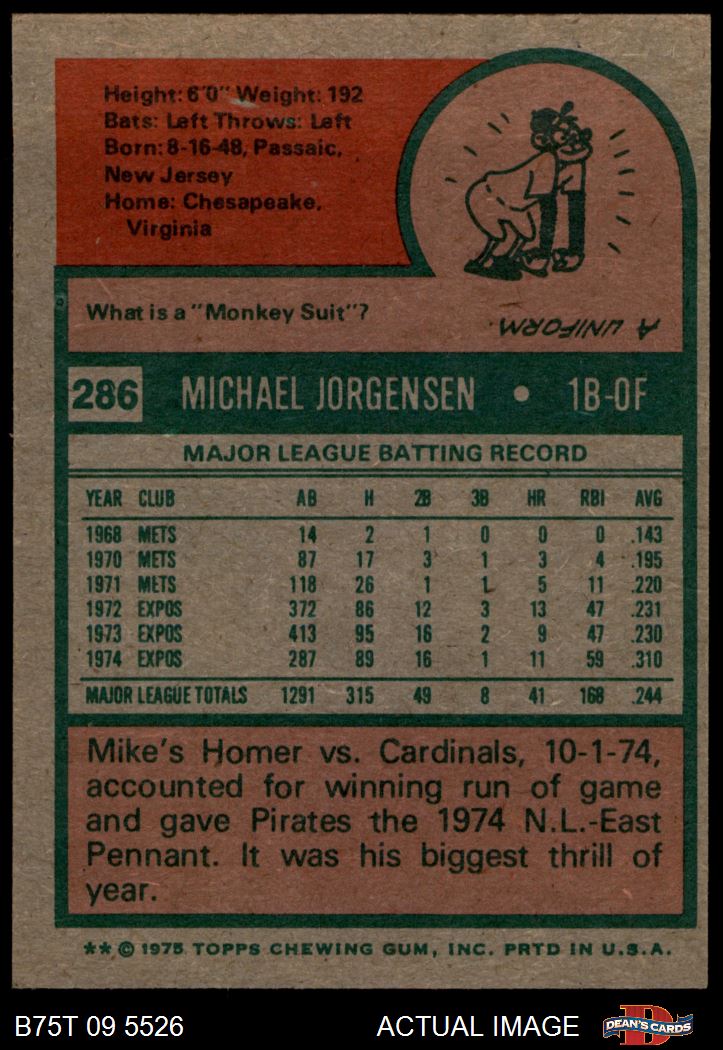 Height: 6'0" Weight: 192
Bats: Left Throws: Left
Born: 8-16-48, Passaic,
New Jersey
Home: Chesapeake,
Virginia
What is a "Monkey Suit"?
A UNIFORM.
286 MICHAEL JORGENSEN • 1B-OF
MAJOR LEAGUE BATTING RECORD
YEAR CLUB AB H 2B 3B HR RBI AVG
1968 METS 14 2 1 0 0 0 .143
1970 METS 87 17 3 1 3 4 .195
1971 METS 118 26 1 1 5 11 .220
1972 EXPOS 372 86 12 3 13 47 .231
1973 EXPOS 413 95 16 2 9 47 .230
1974 EXPOS 287 89 16 1 11 59 .310
MAJOR LEAGUE TOTALS 1291 315 49 8 41 168 .244
Mike's Homer vs. Cardinals, 10-1-74,
accounted for winning run of game
and gave Pirates the 1974 N.L.-East
Pennant. It was his biggest thrill of
year.
** © 1975 TOPPS CHEWING GUM, INC. PRTD IN U.S.A.
B75T 09 5526 ACTUAL IMAGE DEAN'S CARDS